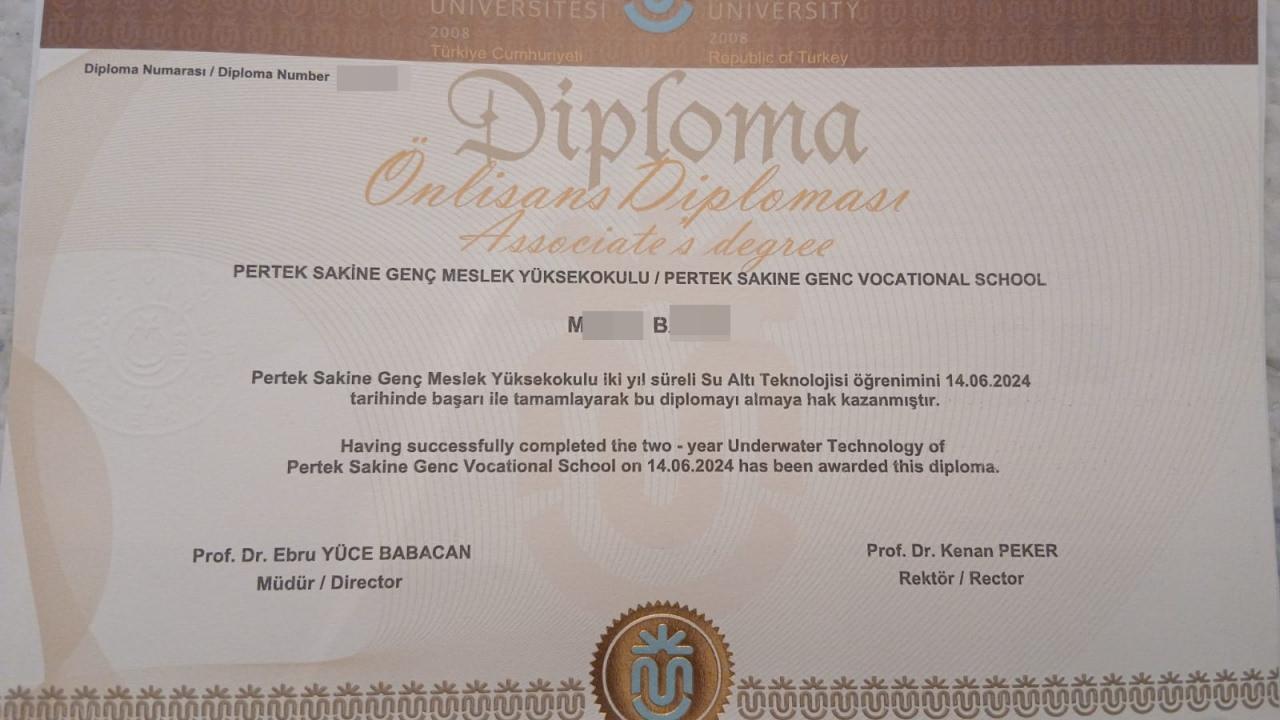 ÜNİVERSİTESİ UNIVERSITY
2008 2008
Türkiye Cumhuriyeti Republic of Turkey
Diploma Numarası / Diploma Number
Diploma
Önlisans Diploması
Associate's degree
PERTEK SAKİNE GENÇ MESLEK YÜKSEKOKULU / PERTEK SAKINE GENC VOCATIONAL SCHOOL
M B
Pertek Sakine Genç Meslek Yüksekokulu iki yıl süreli Su Altı Teknolojisi öğrenimini 14.06.2024
tarihinde başarı ile tamamlayarak bu diplomayı almaya hak kazanmıştır.
Having successfully completed the two - year Underwater Technology of
Pertek Sakine Genc Vocational School on 14.06.2024 has been awarded this diploma.
Prof. Dr. Ebru YÜCE BABACAN
Müdür / Director
Prof. Dr. Kenan PEKER
Rektör / Rector